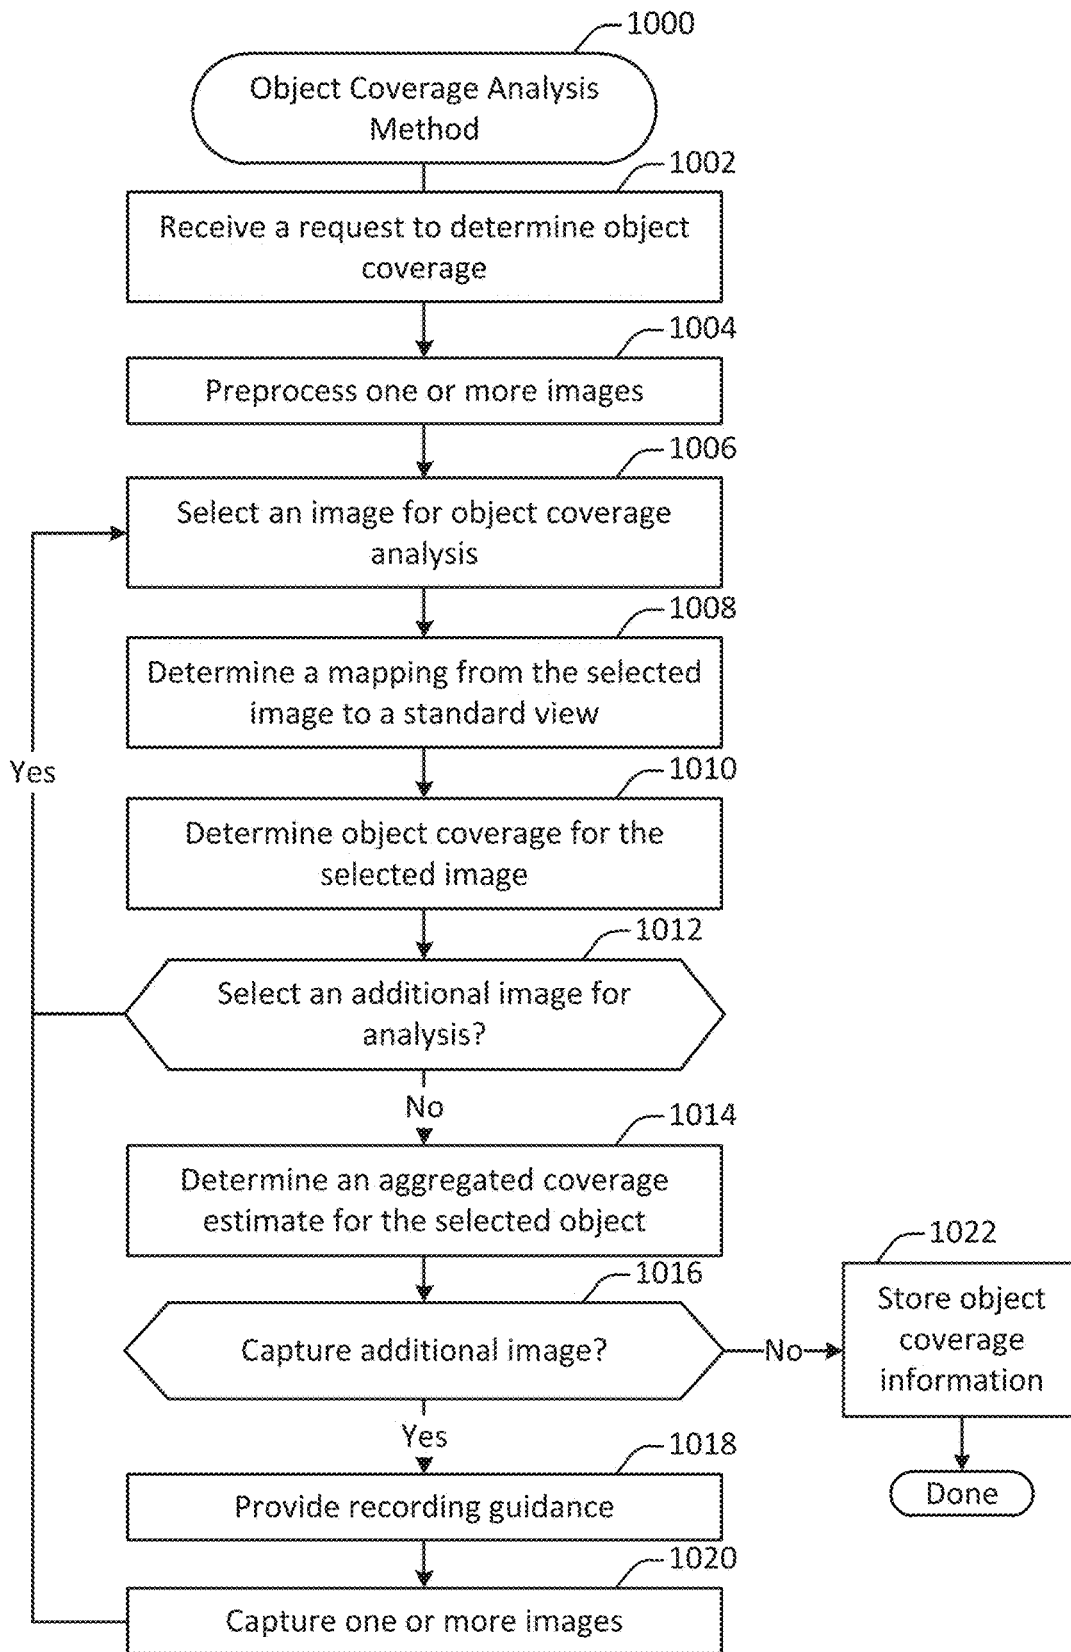 1000
Object Coverage Analysis
Method
1002
Receive a request to determine object
coverage
1004
Preprocess one or more images
1006
Select an image for object coverage
analysis
1008
Determine a mapping from the selected
image to a standard view
Yes
1010
Determine object coverage for the
selected image
1012
Select an additional image for
analysis?
No
1014
Determine an aggregated coverage
estimate for the selected object
1016
Capture additional image?
No
1022
Store object
coverage
information
Done
Yes
1018
Provide recording guidance
1020
Capture one or more images